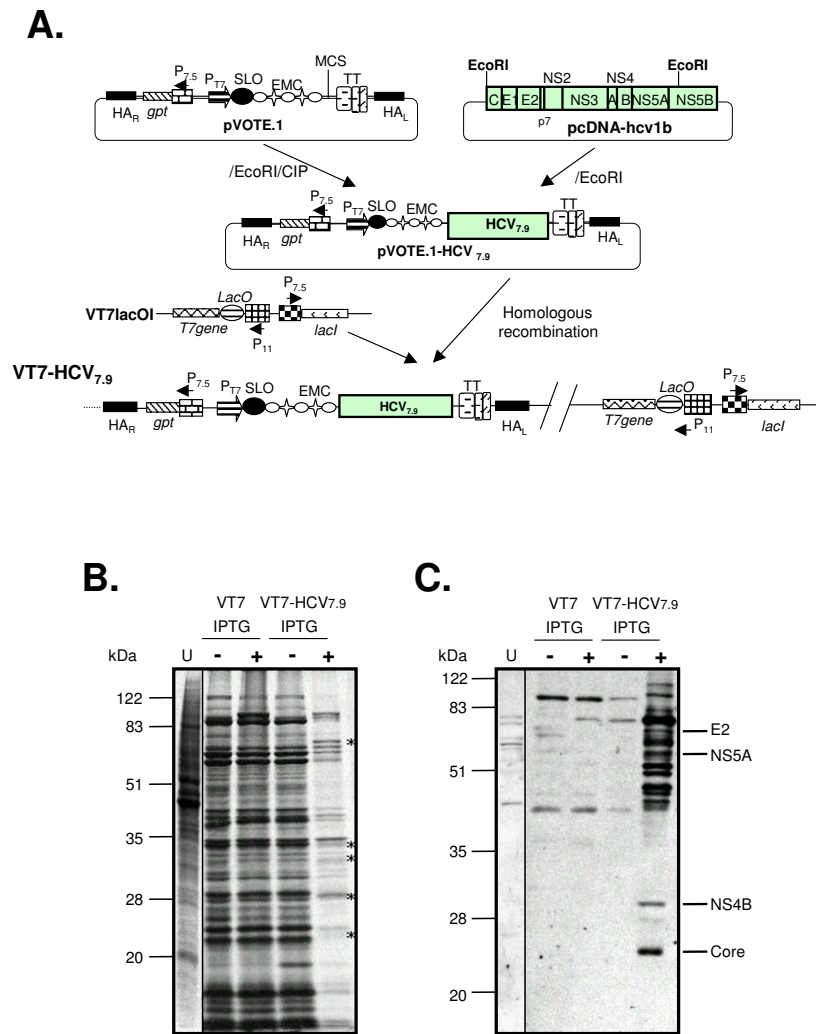 A.
P7.5 PT7 SLO EMC MCS TT
HAR gpt HAL
pVOTE.1
EcoRI EcoRI
NS2 NS4
C E1 E2 NS3 A B NS5A NS5B
p7
pcDNA-hcv1b
/EcoRI/CIP
/EcoRI
P7.5 PT7 SLO EMC TT
HCV7.9
HAR gpt HAL
pVOTE.1-HCV 7.9
P7.5
LacO
VT7lacOI
T7gene lacI
P11
Homologous
recombination
VT7-HCV7.9
P7.5 PT7 SLO EMC TT
HCV7.9
HAR gpt HAL
LacO P7.5
T7gene P11 lacI
B.
VT7 VT7-HCV7.9
IPTG IPTG
kDa U - + - +
122
83
51
35
28
20
*
*
*
*
*
C.
VT7 VT7-HCV7.9
IPTG IPTG
kDa U - + - +
122
83
51
35
28
20
E2
NS5A
NS4B
Core